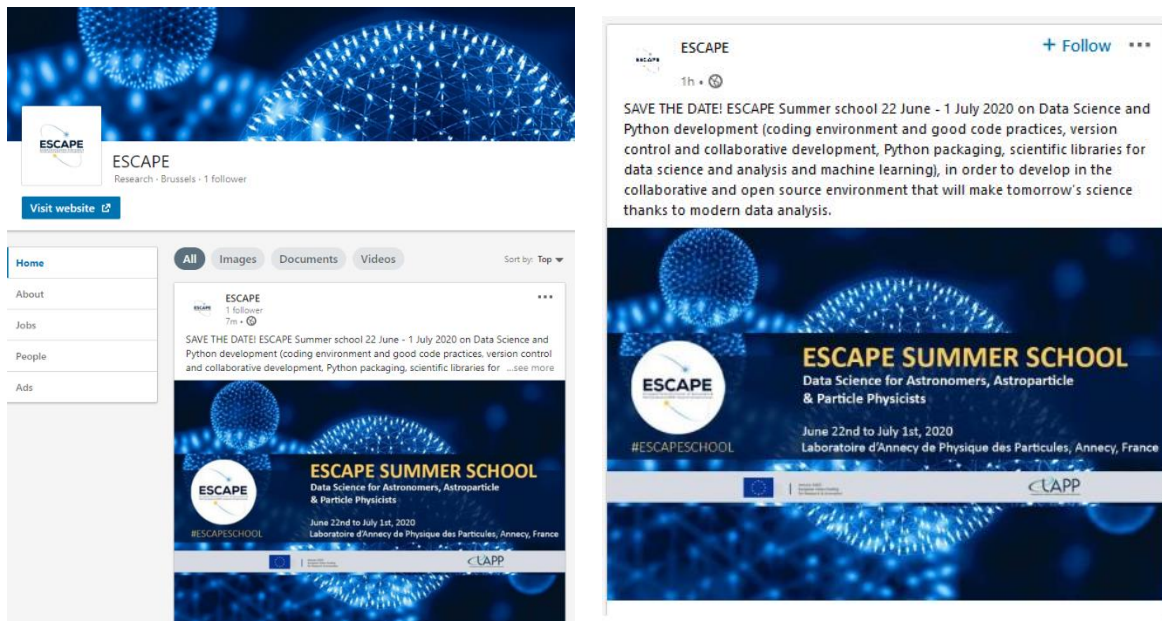 ESCAPE
ESCAPE
Research · Brussels · 1 follower
Visit website
Home
About
Jobs
People
Ads
All Images Documents Videos
Sort by: Top
ESCAPE
ESCAPE
1 follower
7m •
SAVE THE DATE! ESCAPE Summer school 22 June - 1 July 2020 on Data Science and
Python development (coding environment and good code practices, version control
and collaborative development, Python packaging, scientific libraries for ...see more
ESCAPE SUMMER SCHOOL
Data Science for Astronomers, Astroparticle
& Particle Physicists
ESCAPE
June 22nd to July 1st, 2020
#ESCAPESCHOOL
Laboratoire d'Annecy de Physique des Particules, Annecy, France
LAPP
ESCAPE
ESCAPE
+ Follow
1h •
SAVE THE DATE! ESCAPE Summer school 22 June - 1 July 2020 on Data Science and
Python development (coding environment and good code practices, version
control and collaborative development, Python packaging, scientific libraries for
data science and analysis and machine learning), in order to develop in the
collaborative and open source environment that will make tomorrow's science
thanks to modern data analysis.
ESCAPE SUMMER SCHOOL
Data Science for Astronomers, Astroparticle
& Particle Physicists
ESCAPE
June 22nd to July 1st, 2020
#ESCAPESCHOOL
Laboratoire d'Annecy de Physique des Particules, Annecy, France
LAPP